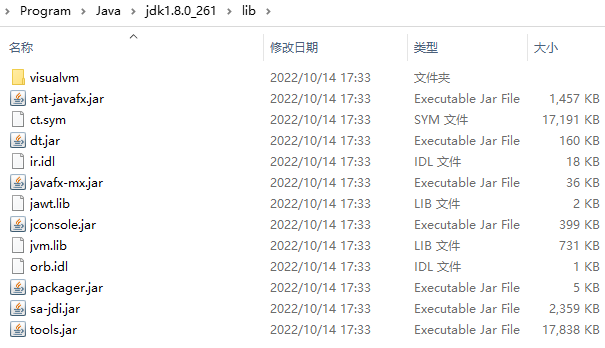 Program > Java > jdk1.8.0_261 > lib >
名称 修改日期 类型 大小
visualvm 2022/10/14 17:33 文件夹
ant-javafx.jar 2022/10/14 17:33 Executable Jar File 1,457 KB
ct.sym 2022/10/14 17:33 SYM 文件 17,191 KB
dt.jar 2022/10/14 17:33 Executable Jar File 160 KB
ir.idl 2022/10/14 17:33 IDL 文件 18 KB
javafx-mx.jar 2022/10/14 17:33 Executable Jar File 36 KB
jawt.lib 2022/10/14 17:33 LIB 文件 2 KB
jconsole.jar 2022/10/14 17:33 Executable Jar File 399 KB
jvm.lib 2022/10/14 17:33 LIB 文件 731 KB
orb.idl 2022/10/14 17:33 IDL 文件 1 KB
packager.jar 2022/10/14 17:33 Executable Jar File 5 KB
sa-jdi.jar 2022/10/14 17:33 Executable Jar File 2,359 KB
tools.jar 2022/10/14 17:33 Executable Jar File 17,838 KB